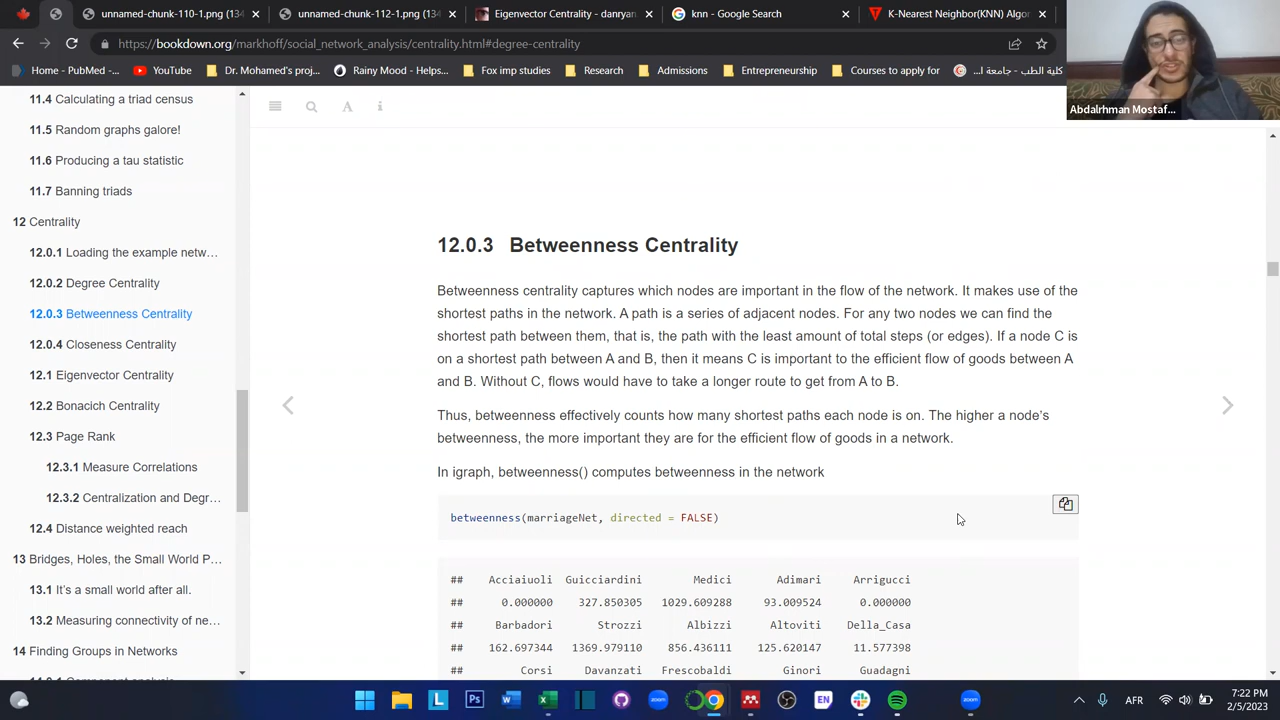 unnamed-chunk-110-1.png (134
unnamed-chunk-112-1.png (134
Eigenvector Centrality - danryan
knn - Google Search
K-Nearest Neighbor(KNN) Algor
https://bookdown.org/markhoff/social_network_analysis/centrality.html#degree-centrality
Home - PubMed -...
YouTube
Dr. Mohamed's proj...
Rainy Mood - Helps...
Fox imp studies
Research
Admissions
Entrepreneurship
Courses to apply for
كلية الطب - جامعة ا...
Abdalrhman Mostaf...
11.4 Calculating a triad census
11.5 Random graphs galore!
11.6 Producing a tau statistic
11.7 Banning triads
12 Centrality
12.0.1 Loading the example netw...
12.0.2 Degree Centrality
12.0.3 Betweenness Centrality
12.0.4 Closeness Centrality
12.1 Eigenvector Centrality
12.2 Bonacich Centrality
12.3 Page Rank
12.3.1 Measure Correlations
12.3.2 Centralization and Degr...
12.4 Distance weighted reach
13 Bridges, Holes, the Small World P...
13.1 It's a small world after all.
13.2 Measuring connectivity of ne...
14 Finding Groups in Networks
12.0.3 Betweenness Centrality
Betweenness centrality captures which nodes are important in the flow of the network. It makes use of the
shortest paths in the network. A path is a series of adjacent nodes. For any two nodes we can find the
shortest path between them, that is, the path with the least amount of total steps (or edges). If a node C is
on a shortest path between A and B, then it means C is important to the efficient flow of goods between A
and B. Without C, flows would have to take a longer route to get from A to B.
Thus, betweenness effectively counts how many shortest paths each node is on. The higher a node's
betweenness, the more important they are for the efficient flow of goods in a network.
In igraph, betweenness() computes betweenness in the network
betweenness(marriageNet, directed = FALSE)
## Acciaiuoli Guicciardini Medici Adimari Arrigucci
## 0.000000 327.850305 1029.609288 93.009524 0.000000
## Barbadori Strozzi Albizzi Altoviti Della_Casa
## 162.697344 1369.979110 856.436111 125.620147 11.577398
## Corsi Davanzati Frescobaldi Ginori Guadagni
AFR
7:22 PM
2/5/2023